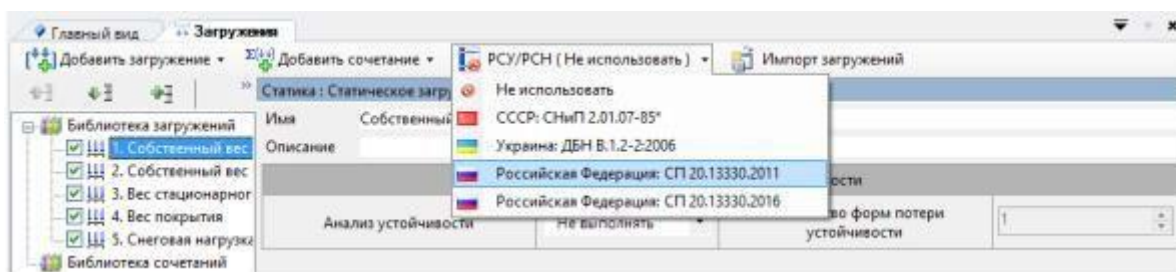 Главный вид
Загружения
Добавить загружение
Добавить сочетание
РСУ/РСН ( Не использовать )
Импорт загружений
Статика : Статическое загру
Не использовать
СССР: СНиП 2.01.07-85*
Украина: ДБН В.1.2-2:2006
Российская Федерация: СП 20.13330.2011
Российская Федерация: СП 20.13330.2016
Библиотека загружений
1. Собственный вес
2. Собственный вес
3. Вес стационарног
4. Вес покрытия
5. Снеговая нагрузка
Библиотека сочетаний
Имя
Собственный
Описание
ости
Анализ устойчивости
Не выполнять
во форм потери
устойчивости
1